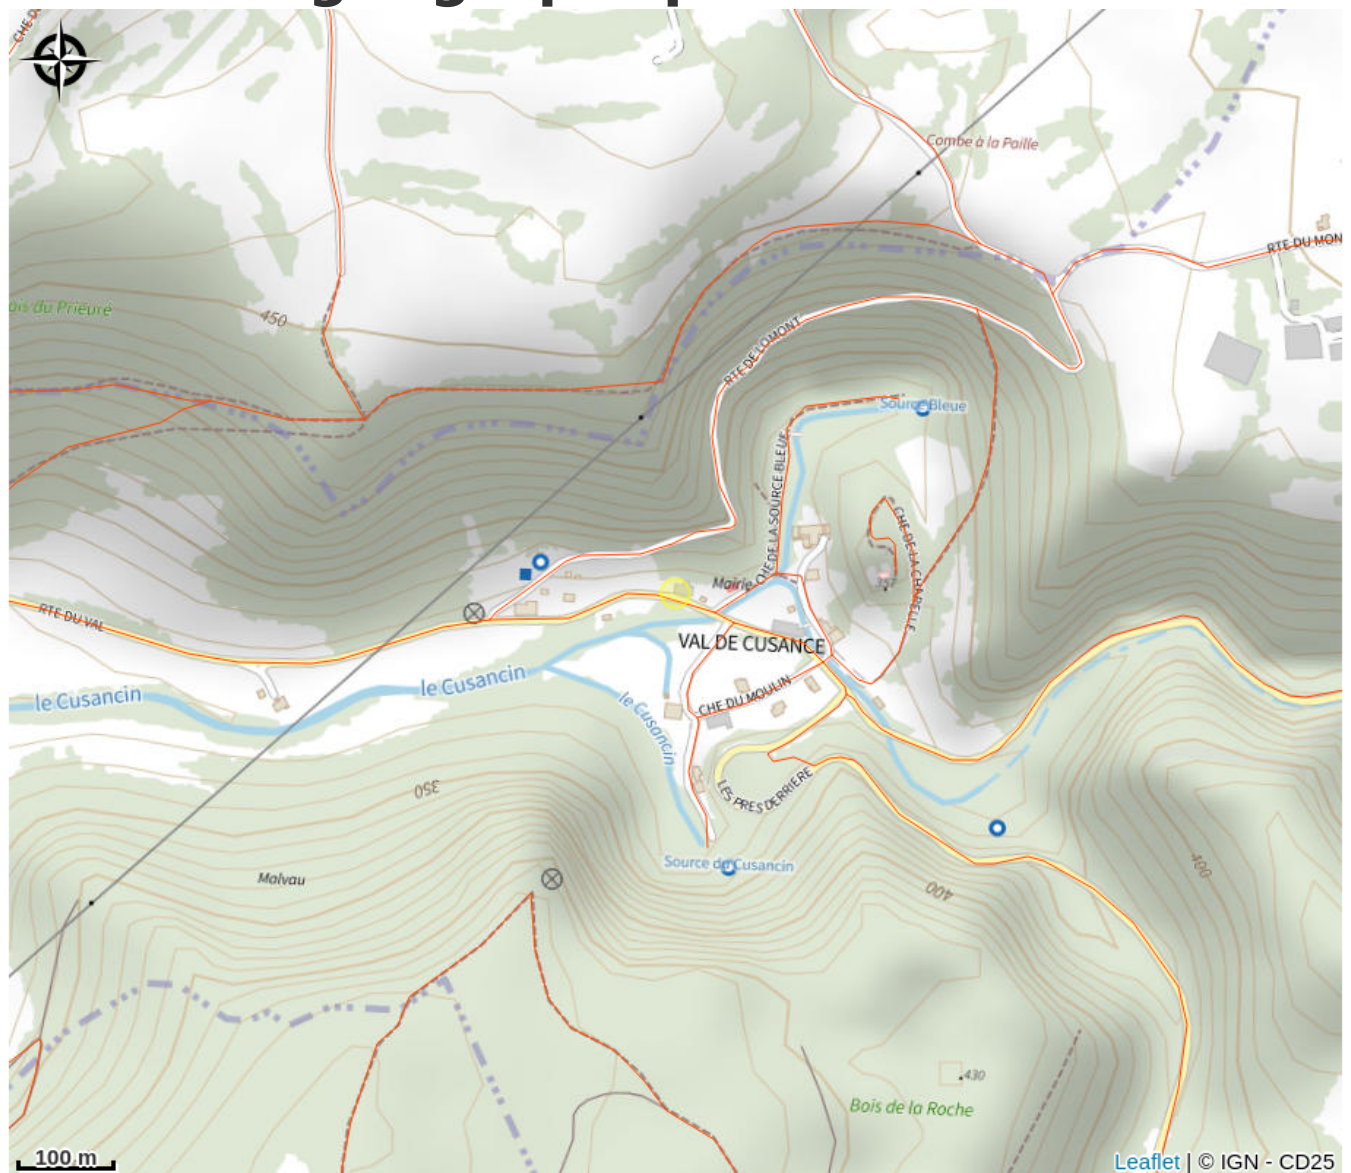 CHE D
Combe à la Paille
RTE DU MON
ois du Prieuré
450
RTE DE LOMONT
Source Bleue
CHE DE LA SOURCE BLEUE
CHE DE LA CHAPELLE
Mairie
357
RTE DU VAL
VAL DE CUSANCE
le Cusancin
le Cusancin
le Cusancin
CHE DU MOULIN
350
LES PRES DERRIERE
Source du Cusancin
Malvau
400
400
430
Bois de la Roche
100 m
Leaflet | © IGN - CD25